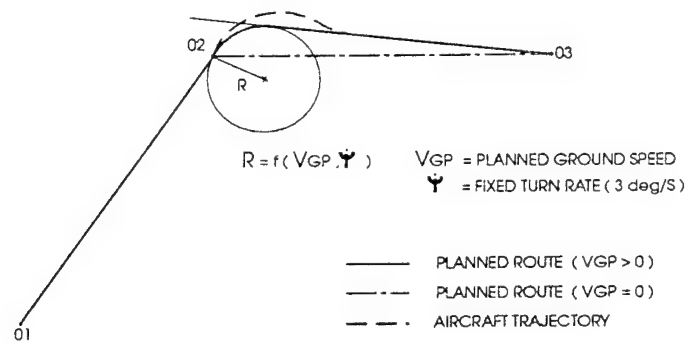 02
03
R
R = f ( VGP, Ψ̇ )
VGP = PLANNED GROUND SPEED
Ψ̇ = FIXED TURN RATE ( 3 deg/S )
PLANNED ROUTE ( VGP > 0 )
PLANNED ROUTE ( VGP = 0 )
AIRCRAFT TRAJECTORY
01